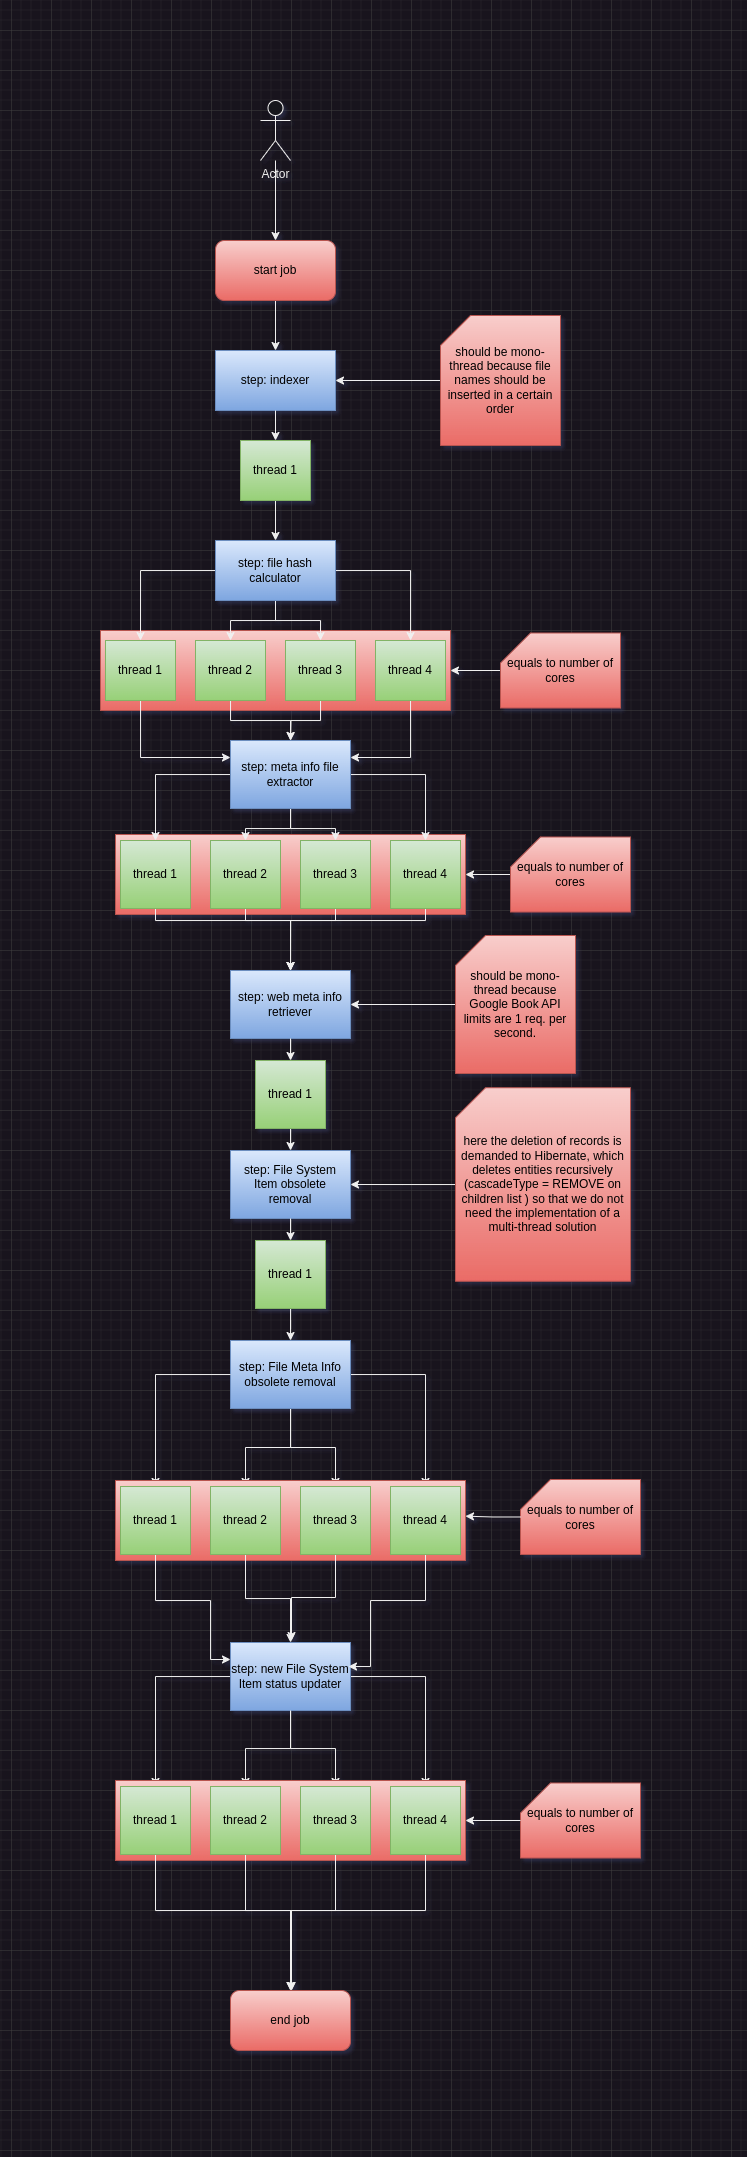 Actor
start job
step: indexer
should be mono-
thread because file
names should be
inserted in a certain
order
thread 1
step: file hash
calculator
thread 1
thread 2
thread 3
thread 4
equals to number of
cores
step: meta info file
extractor
thread 1
thread 2
thread 3
thread 4
equals to number of
cores
step: web meta info
retriever
should be mono-
thread because
Google Book API
limits are 1 req. per
second.
thread 1
step: File System
Item obsolete
removal
here the deletion of records is
demanded to Hibernate, which
deletes entities recursively
(cascadeType = REMOVE on
children list ) so that we do not
need the implementation of a
multi-thread solution
thread 1
step: File Meta Info
obsolete removal
thread 1
thread 2
thread 3
thread 4
equals to number of
cores
step: new File System
Item status updater
thread 1
thread 2
thread 3
thread 4
equals to number of
cores
end job